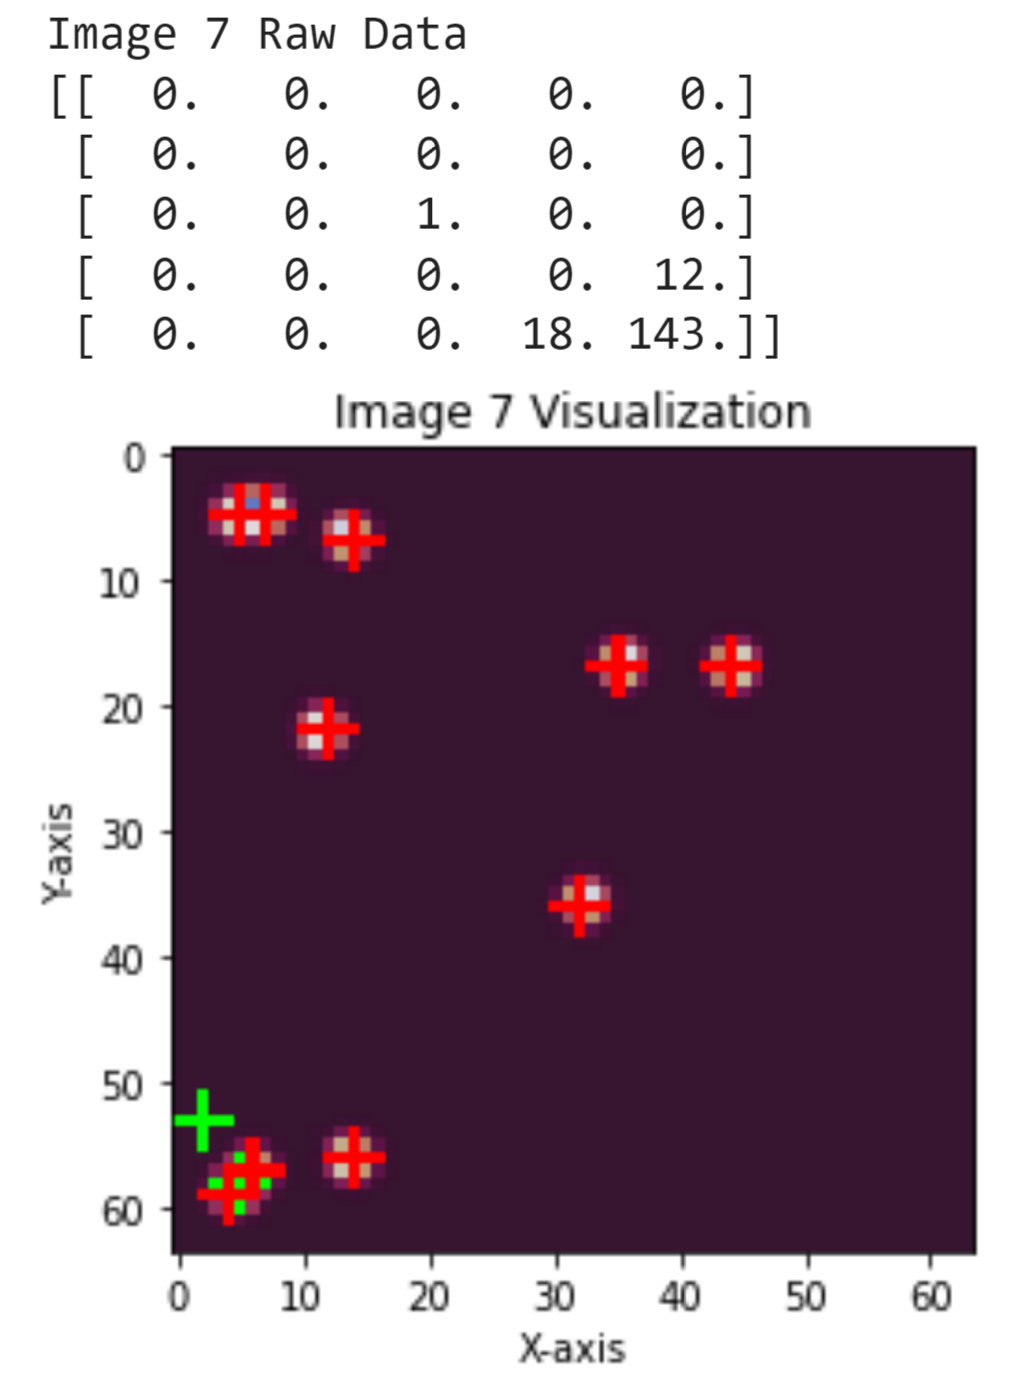 Image 7 Raw Data
[[ 0. 0. 0. 0. 0.]
[ 0. 0. 0. 0. 0.]
[ 0. 0. 1. 0. 0.]
[ 0. 0. 0. 0. 12.]
[ 0. 0. 0. 18. 143.]]
Image 7 Visualization
0
10
20
30
40
50
60
Y-axis
0 10 20 30 40 50 60
X-axis